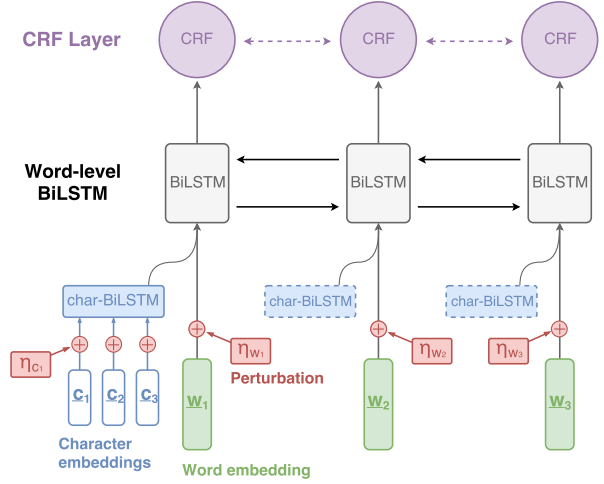 CRF Layer
CRF
CRF
CRF
Word-level
BiLSTM
BiLSTM
BiLSTM
BiLSTM
char-BiLSTM
char-BiLSTM
char-BiLSTM
ηc₁
ηw₁
ηw₂
ηw₃
Perturbation
c₁
c₂
c₃
w₁
w₂
w₃
Character
embeddings
Word embedding